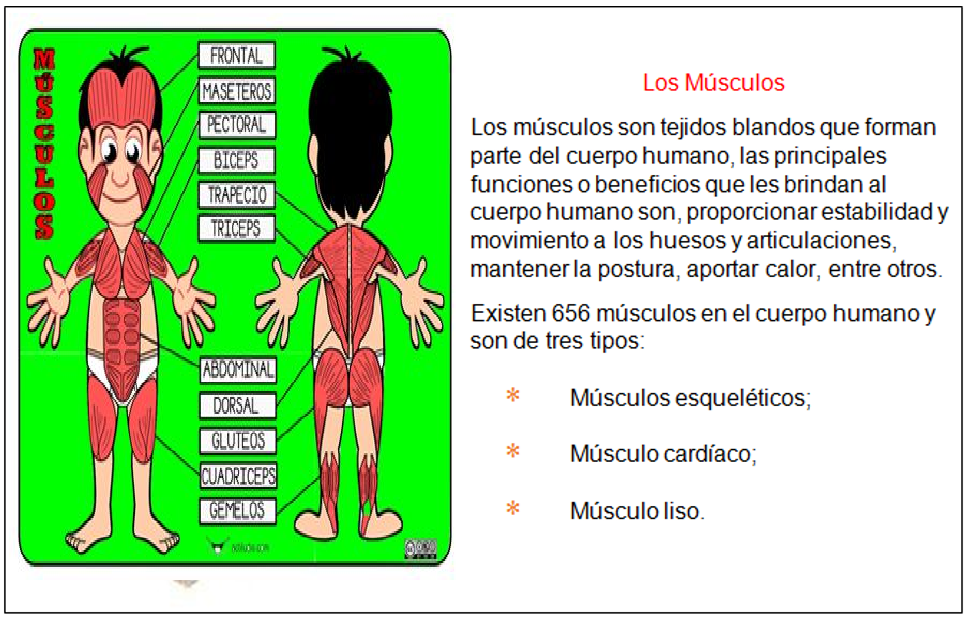 MÚSCULOS
FRONTAL
MASETEROS
PECTORAL
BICEPS
TRAPECIO
TRICEPS
ABDOMINAL
DORSAL
GLUTEOS
CUADRICEPS
GEMELOS
Los Músculos
Los músculos son tejidos blandos que forman
parte del cuerpo humano, las principales
funciones o beneficios que les brindan al
cuerpo humano son, proporcionar estabilidad y
movimiento a los huesos y articulaciones,
mantener la postura, aportar calor, entre otros.
Existen 656 músculos en el cuerpo humano y
son de tres tipos:
* Músculos esqueléticos;
* Músculo cardíaco;
* Músculo liso.